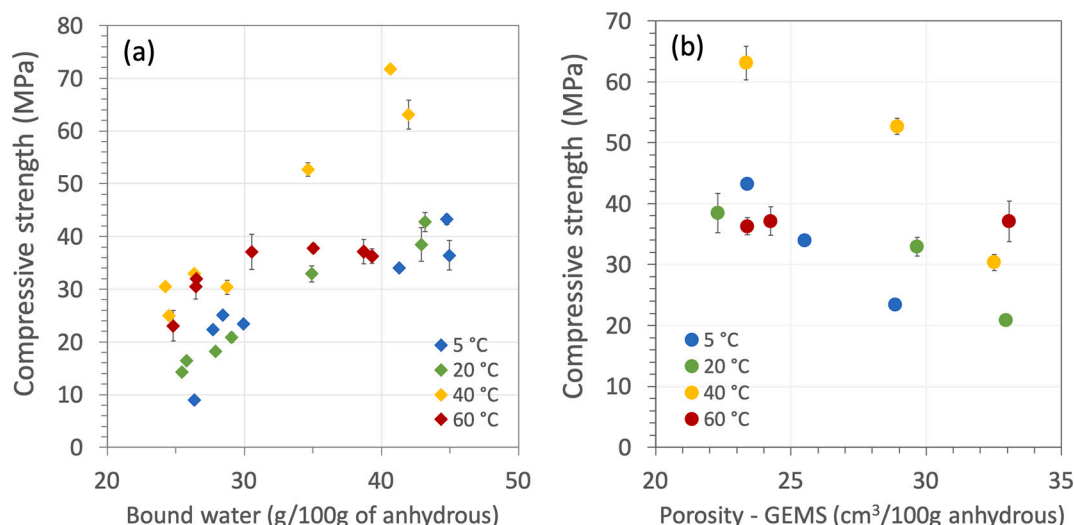 (a)
Compressive strength (MPa)
80
70
60
50
40
30
20
10
0
20
30
40
50
Bound water (g/100g of anhydrous)
5 °C
20 °C
40 °C
60 °C
(b)
Compressive strength (MPa)
70
60
50
40
30
20
10
0
20
25
30
35
Porosity - GEMS (cm³/100g anhydrous)
5 °C
20 °C
40 °C
60 °C